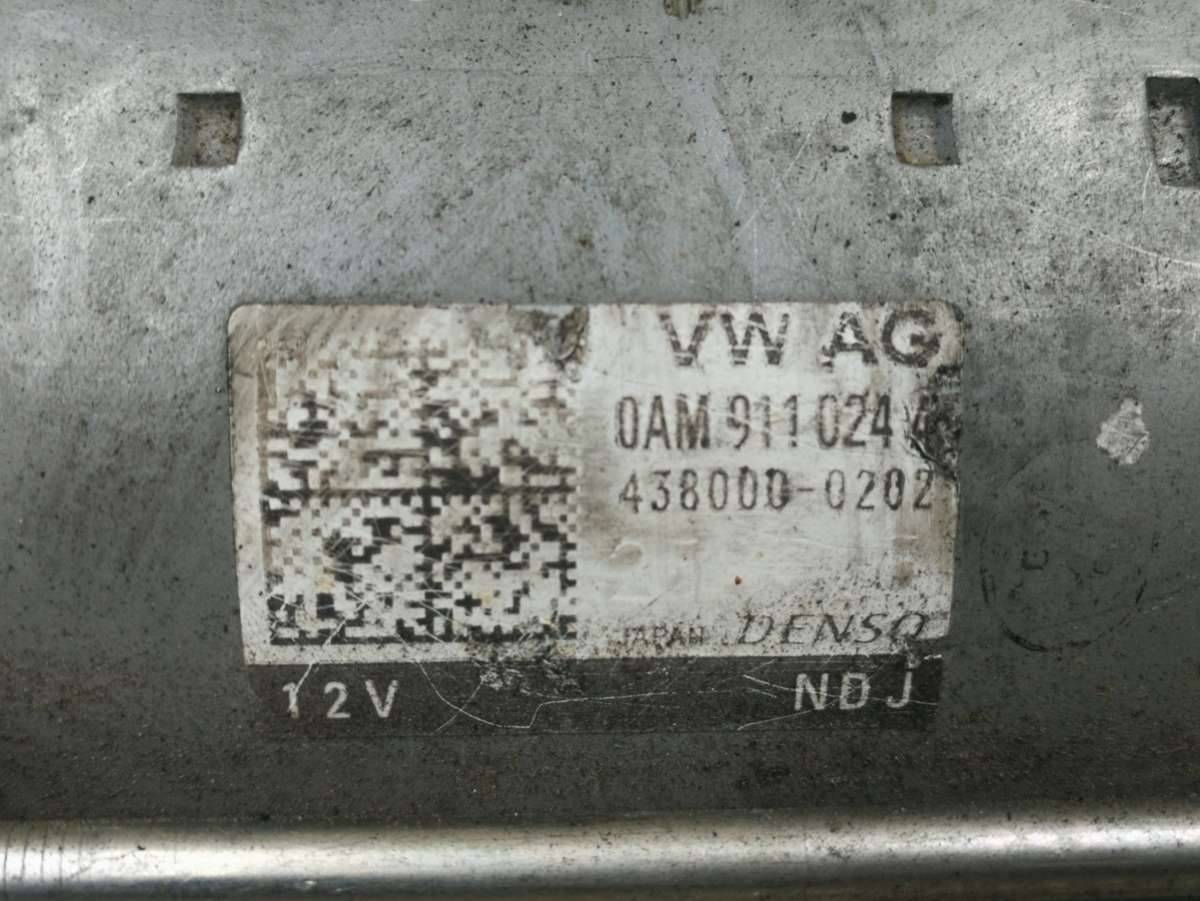 VW AG
0AM 911 024
438000-0202
JAPAN DENSO
12V NDJ